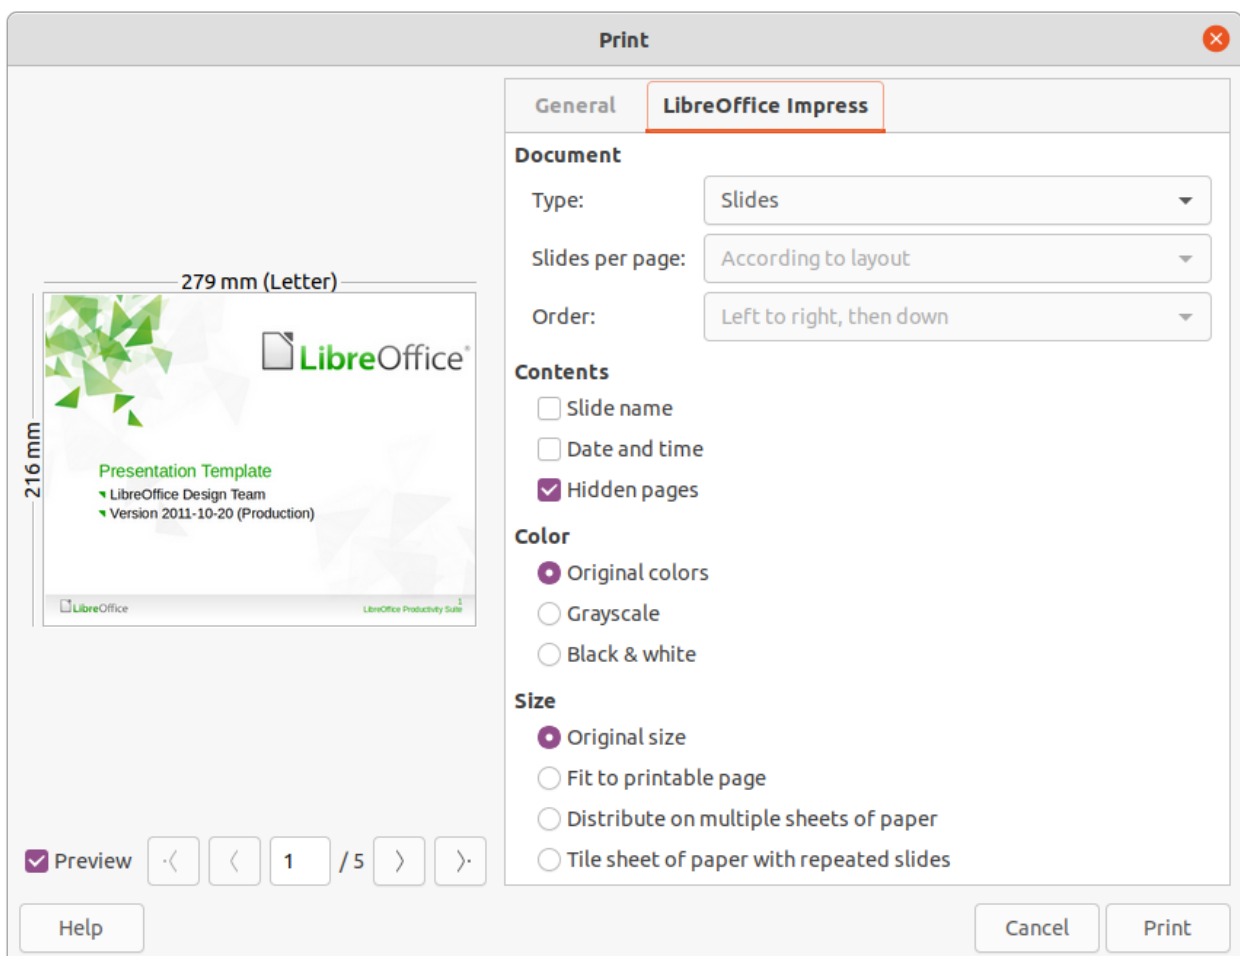 Print
General LibreOffice Impress
Document
Type: Slides
Slides per page: According to layout
Order: Left to right, then down
Contents
Slide name
Date and time
Hidden pages
Color
Original colors
Grayscale
Black & white
Size
Original size
Fit to printable page
Distribute on multiple sheets of paper
Tile sheet of paper with repeated slides
279 mm (Letter)
216 mm
LibreOffice®
Presentation Template
LibreOffice Design Team
Version 2011-10-20 (Production)
LibreOffice
1
LibreOffice Productivity Suite
Preview 1 / 5
Help Cancel Print